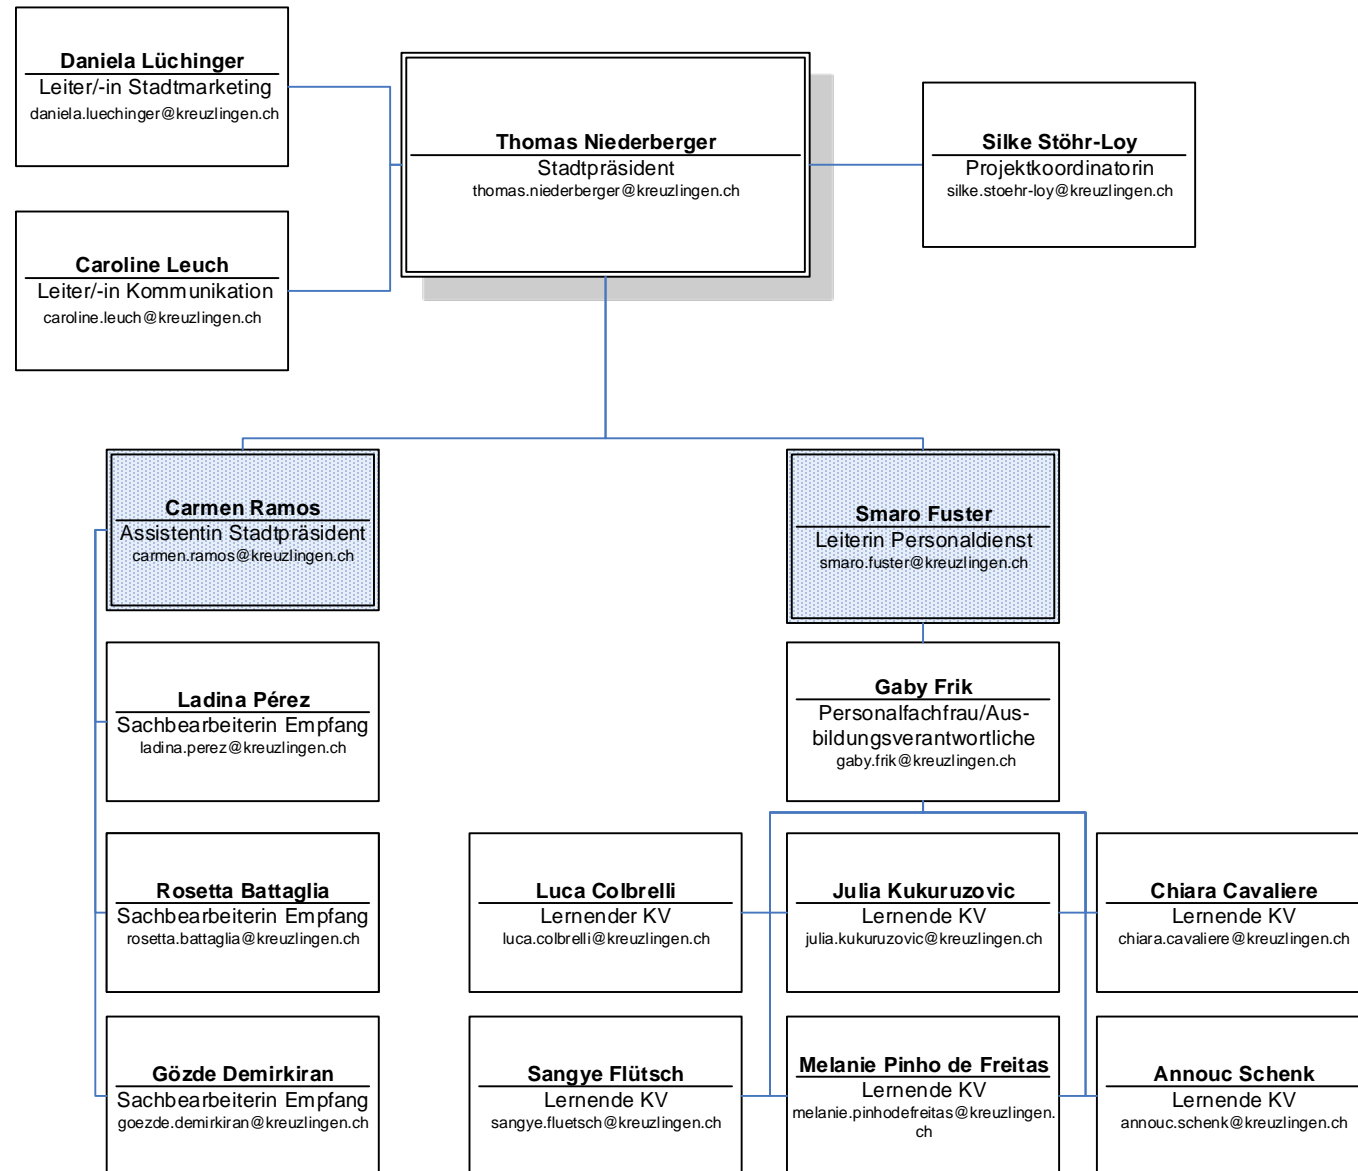 Daniela Lüchinger
Leiter/-in Stadtmarketing
daniela.luechinger@kreuzlingen.ch
Thomas Niederberger
Stadtpräsident
thomas.niederberger@kreuzlingen.ch
Silke Stöhr-Loy
Projektkoordinatorin
silke.stoehr-loy@kreuzlingen.ch
Caroline Leuch
Leiter/-in Kommunikation
caroline.leuch@kreuzlingen.ch
Carmen Ramos
Assistentin Stadtpräsident
carmen.ramos@kreuzlingen.ch
Smaro Fuster
Leiterin Personaldienst
smaro.fuster@kreuzlingen.ch
Ladina Pérez
Sachbearbeiterin Empfang
ladina.perez@kreuzlingen.ch
Gaby Frik
Personalfachfrau/Aus-
bildungsverantwortliche
gaby.frik@kreuzlingen.ch
Rosetta Battaglia
Sachbearbeiterin Empfang
rosetta.battaglia@kreuzlingen.ch
Luca Colbrelli
Lernender KV
luca.colbrelli@kreuzlingen.ch
Julia Kukuruzovic
Lernende KV
julia.kukuruzovic@kreuzlingen.ch
Chiara Cavaliere
Lernende KV
chiara.cavaliere@kreuzlingen.ch
Gözde Demirkiran
Sachbearbeiterin Empfang
goezde.demirkiran@kreuzlingen.ch
Sangye Flütsch
Lernende KV
sangye.fluetsch@kreuzlingen.ch
Melanie Pinho de Freitas
Lernende KV
melanie.pinhodefreitas@kreuzlingen.
ch
Annouc Schenk
Lernende KV
annouc.schenk@kreuzlingen.ch